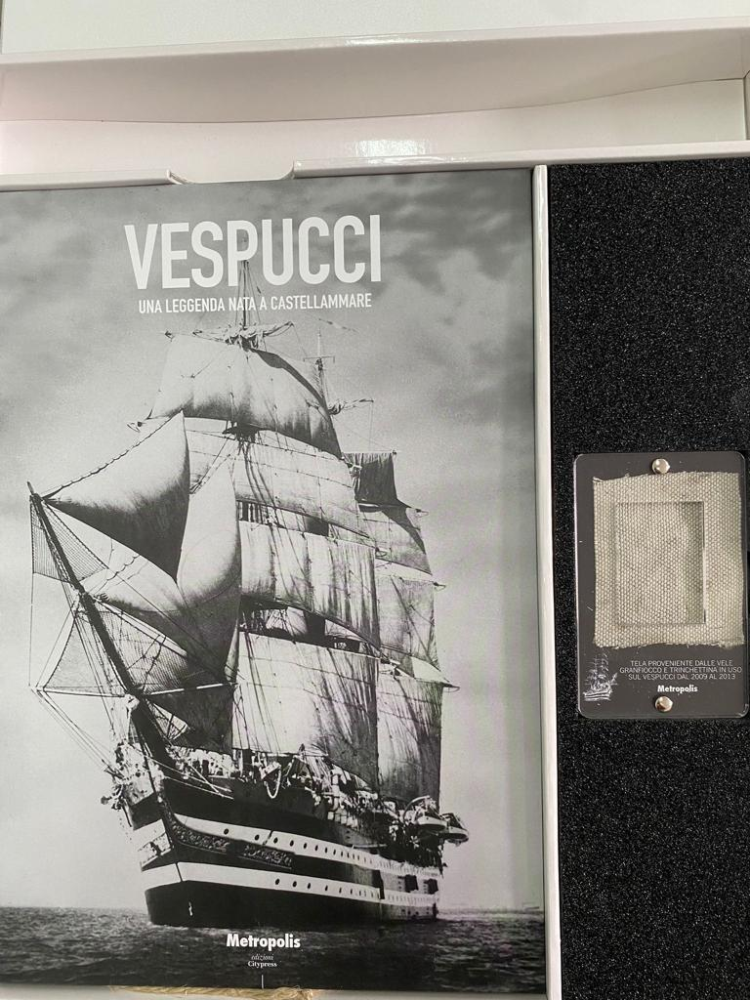 VESPUCCI
UNA LEGGENDA NATA A CASTELLAMMARE
Metropolis
edizioni
Citypress
TELA PROVENIENTE DALLE VELE
GRANFIOCCO E TRINCHETTINA IN USO
SUL VESPUCCI DAL 2009 AL 2013
Metropolis